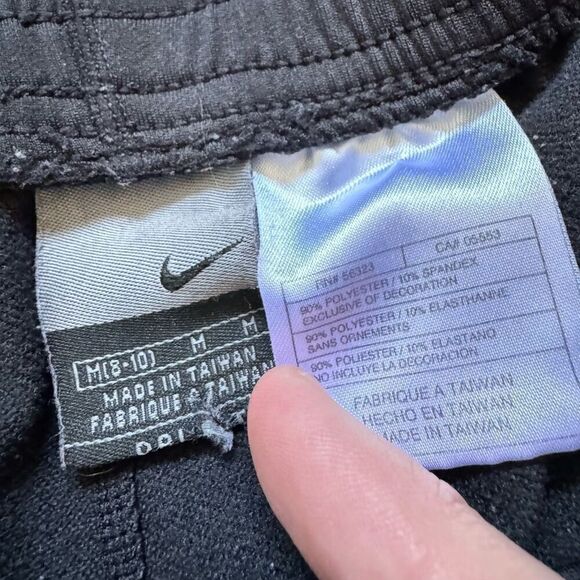 M(8-10) M M
MADE IN TAIWAN
FABRIQUE A TAIWAN
RN# 56323 CA# 05553
90% POLYESTER / 10% SPANDEX
EXCLUSIVE OF DECORATION
90% POLYESTER / 10% ELASTHANNE
SANS ORNEMENTS
90% POLIESTER / 10% ELASTANO
NO INCLUYE LA DECORACION.
FABRIQUE A TAIWAN
HECHO EN TAIWAN
MADE IN TAIWAN